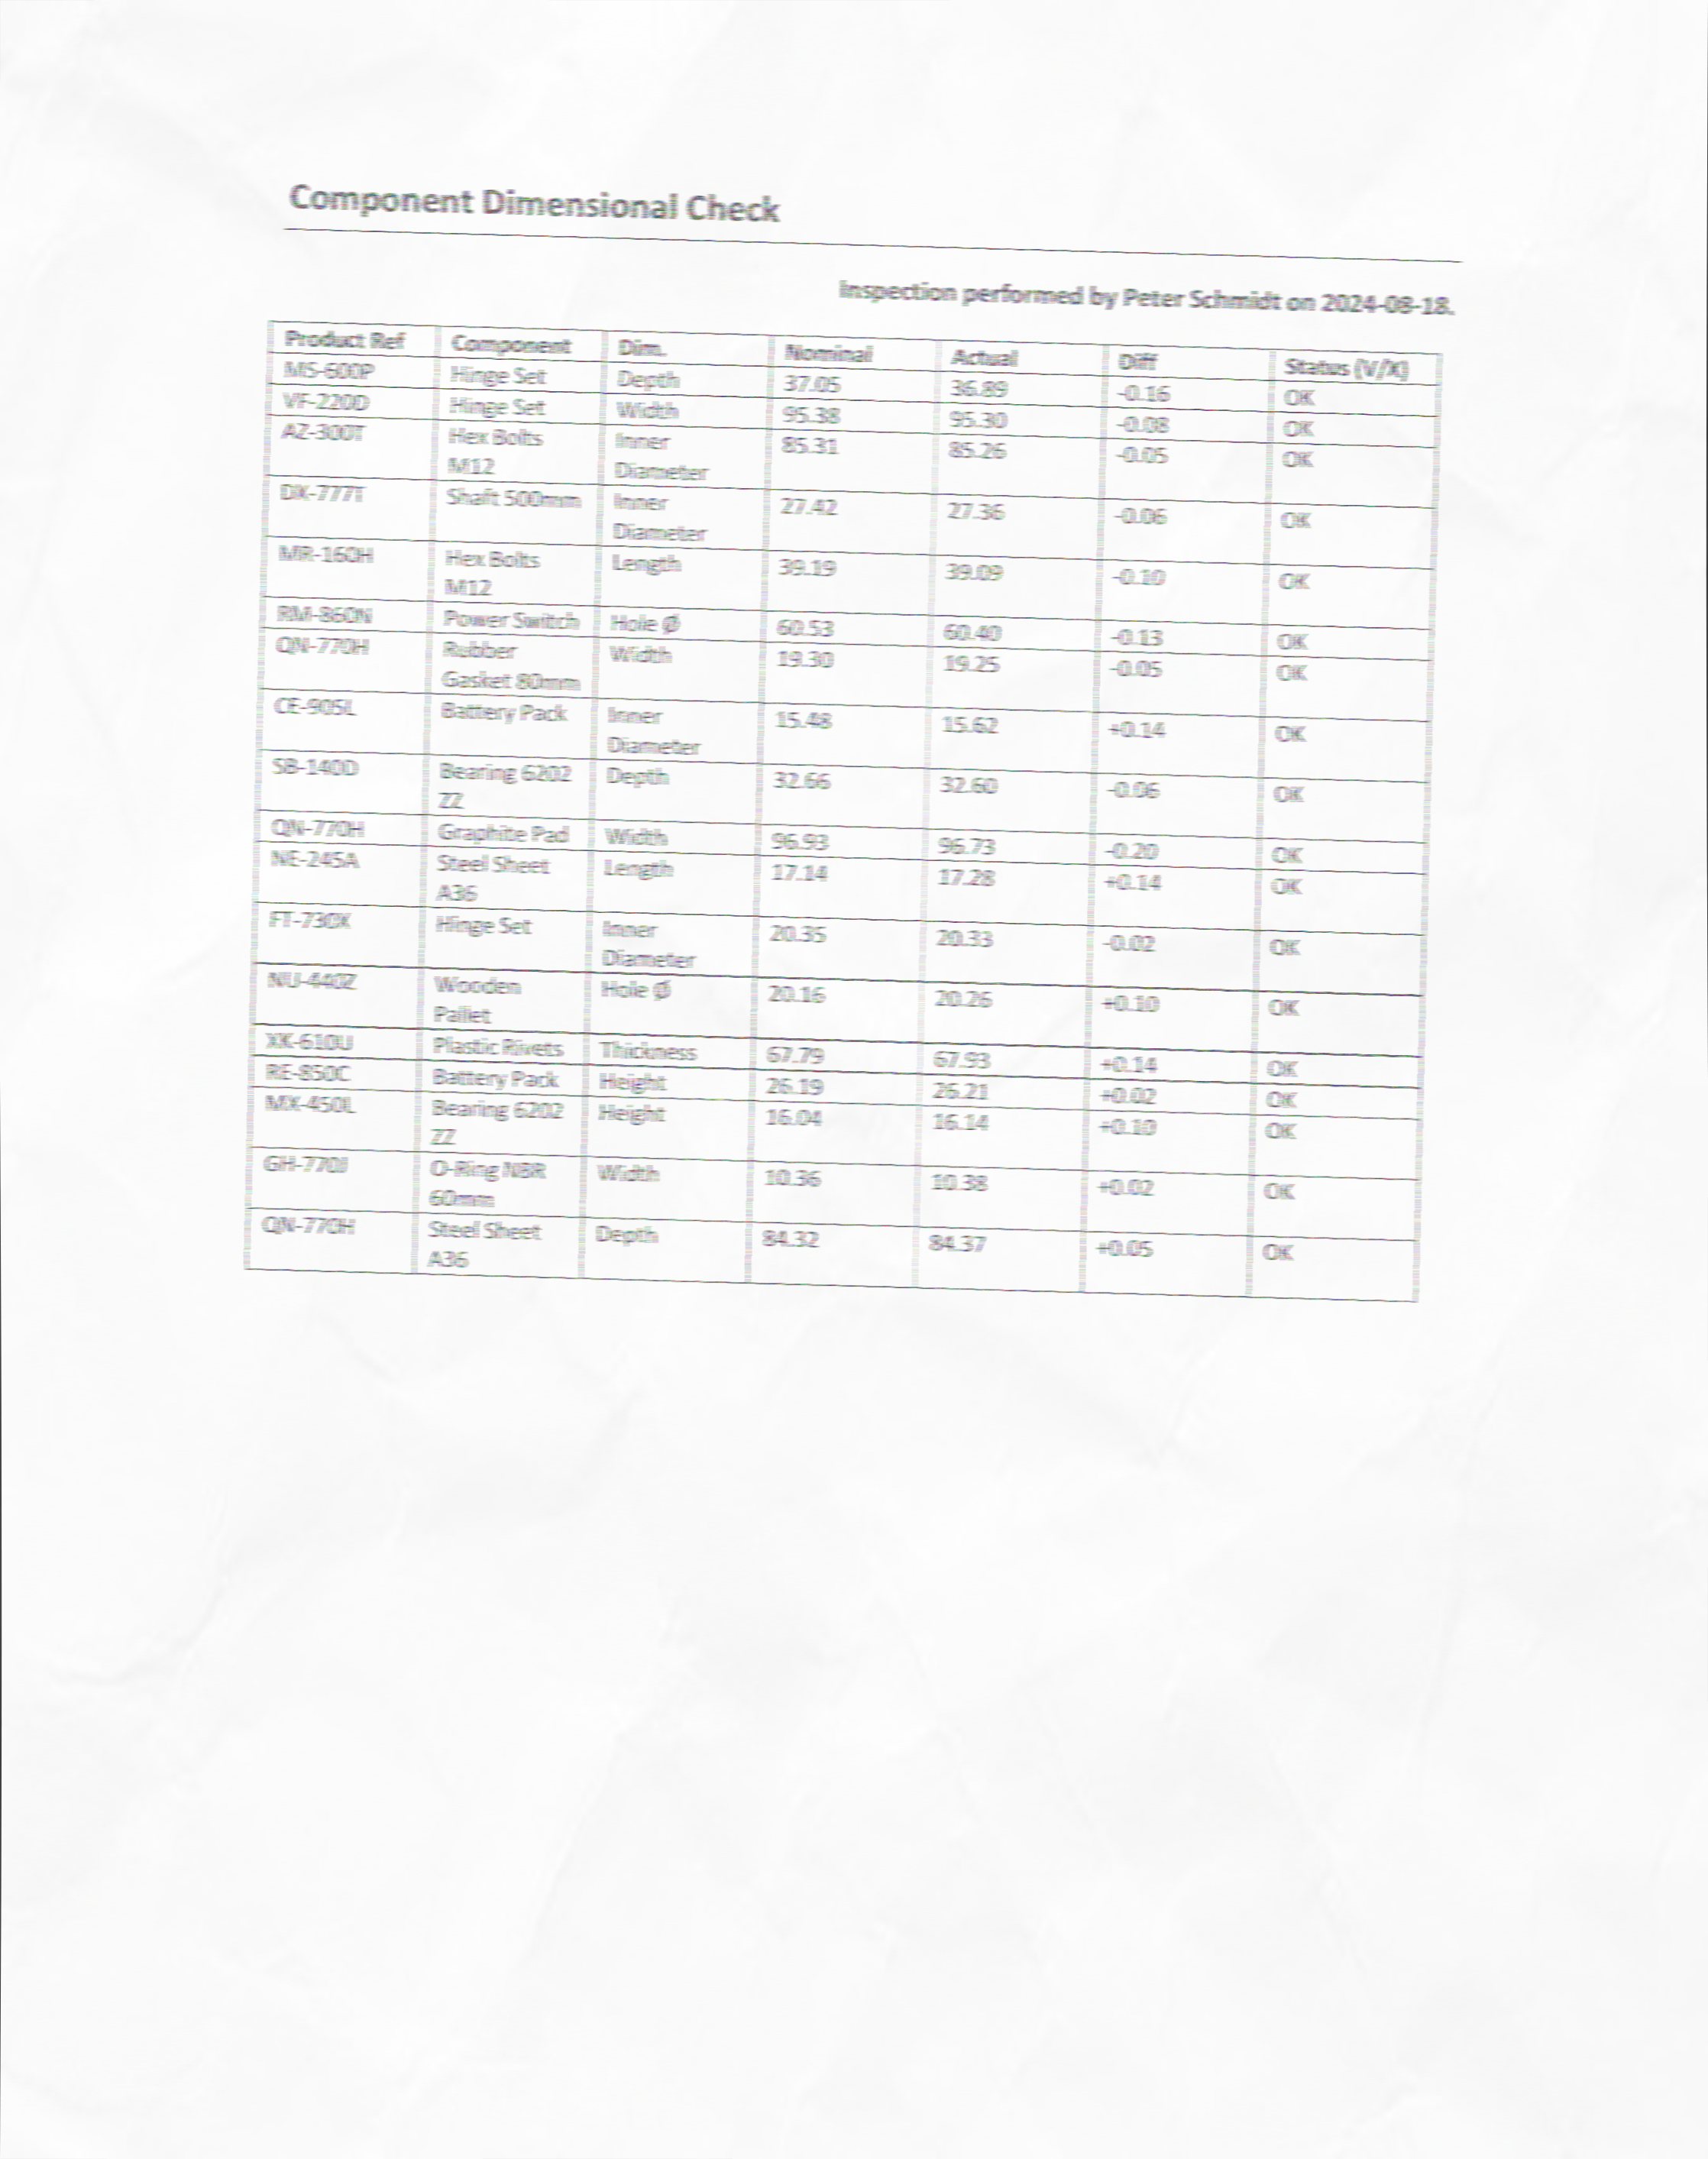 Component Dimensional Check
Inspection performed by Peter Schmidt on 2024-08-18.
Product Ref Component Dim. Nominal Actual Diff Status (V/X)
MS-600P Hinge Set Depth 37.05 36.89 -0.16 OK
VF-220D Hinge Set Width 95.38 95.30 -0.08 OK
AZ-300T Hex Bolts Inner 85.31 85.26 -0.05 OK
M12 Diameter
DX-777T Shaft 500mm Inner 27.42 27.36 -0.06 OK
Diameter
MR-160H Hex Bolts Length 39.19 39.09 -0.10 OK
M12
RM-860N Power Switch Hole Ø 60.53 60.40 -0.13 OK
QN-770H Rubber Width 19.30 19.25 -0.05 OK
Gasket 80mm
CE-905L Battery Pack Inner 15.48 15.62 +0.14 OK
Diameter
SB-140D Bearing 6202 Depth 32.66 32.60 -0.06 OK
ZZ
QN-770H Graphite Pad Width 96.93 96.73 -0.20 OK
NE-245A Steel Sheet Length 17.14 17.28 +0.14 OK
A36
FT-730X Hinge Set Inner 20.35 20.33 -0.02 OK
Diameter
NU-440Z Wooden Hole Ø 20.16 20.26 +0.10 OK
Pallet
XK-610U Plastic Rivets Thickness 67.79 67.93 +0.14 OK
RE-850C Battery Pack Height 26.19 26.21 +0.02 OK
MX-450L Bearing 6202 Height 16.04 16.14 +0.10 OK
ZZ
GH-770J O-Ring NBR Width 10.36 10.38 +0.02 OK
60mm
QN-770H Steel Sheet Depth 84.32 84.37 +0.05 OK
A36